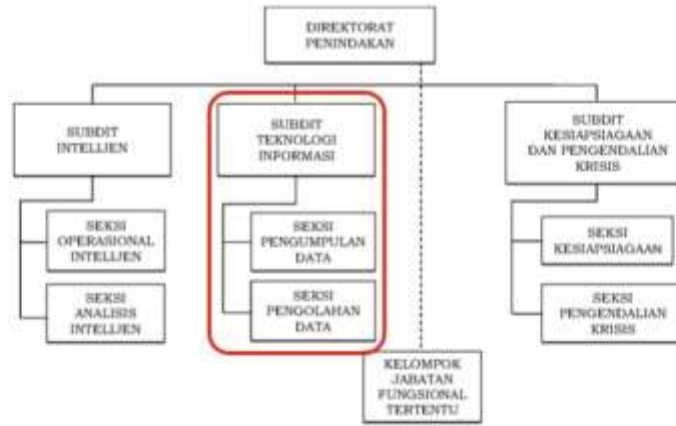 DIREKTORAT
PENINDAKAN
SUBDIT
INTELIJEN
SUBDIT
TEKNOLOGI
INFORMASI
SUBDIT
KESIAPSIAGAAN
DAN PENGENDALIAN
KRISIS
SEKSI
OPERASIONAL
INTELIJEN
SEKSI
PENGUMPULAN
DATA
SEKSI
KESIAPSIAGAAN
SEKSI
ANALISIS
INTELIJEN
SEKSI
PENGOLAHAN
DATA
SEKSI
PENGENDALIAN
KRISIS
KELOMPOK
JABATAN
FUNGSIONAL
TERTENTU